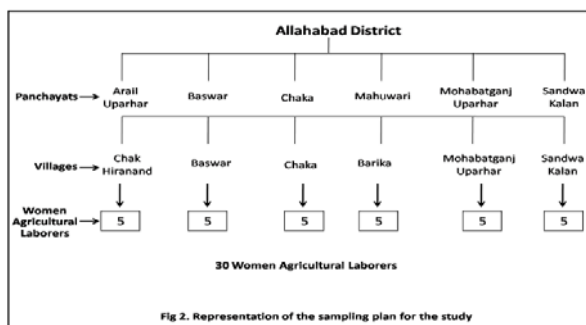 Allahabad District
Panchayats
Arail Uparhar
Baswar
Chaka
Mahuwari
Mohabatganj Uparhar
Sandwa Kalan
Villages
Chak Hiranand
Baswar
Chaka
Barika
Mohabatganj Uparhar
Sandwa Kalan
Women Agricultural Laborers
5
5
5
5
5
5
30 Women Agricultural Laborers
Fig 2. Representation of the sampling plan for the study